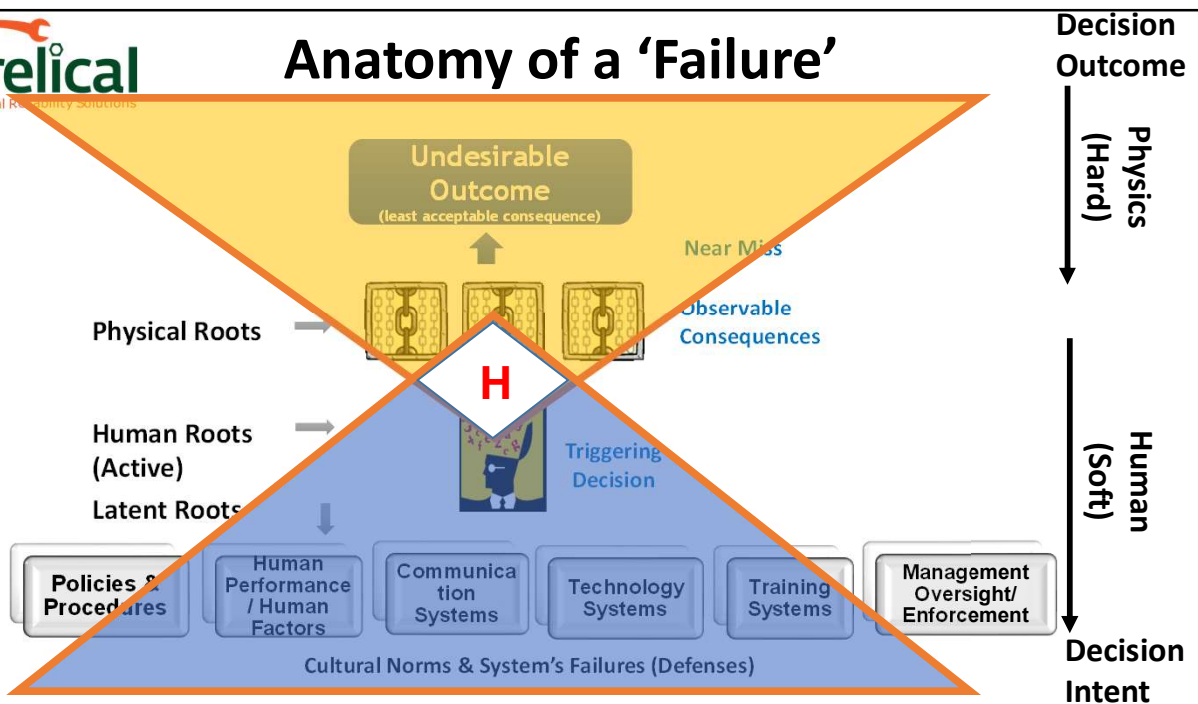 relical
Reliability Solutions
Anatomy of a ‘Failure’
Decision
Outcome
Physics
(Hard)
Undesirable
Outcome
(least acceptable consequence)
Near Miss
Observable
Consequences
Physical Roots
H
Human Roots
(Active)
Triggering
Decision
Latent Roots
Human
(Soft)
Policies &
Procedures
Human
Performance
/ Human
Factors
Communica
tion
Systems
Technology
Systems
Training
Systems
Management
Oversight/
Enforcement
Cultural Norms & System’s Failures (Defenses)
Decision
Intent